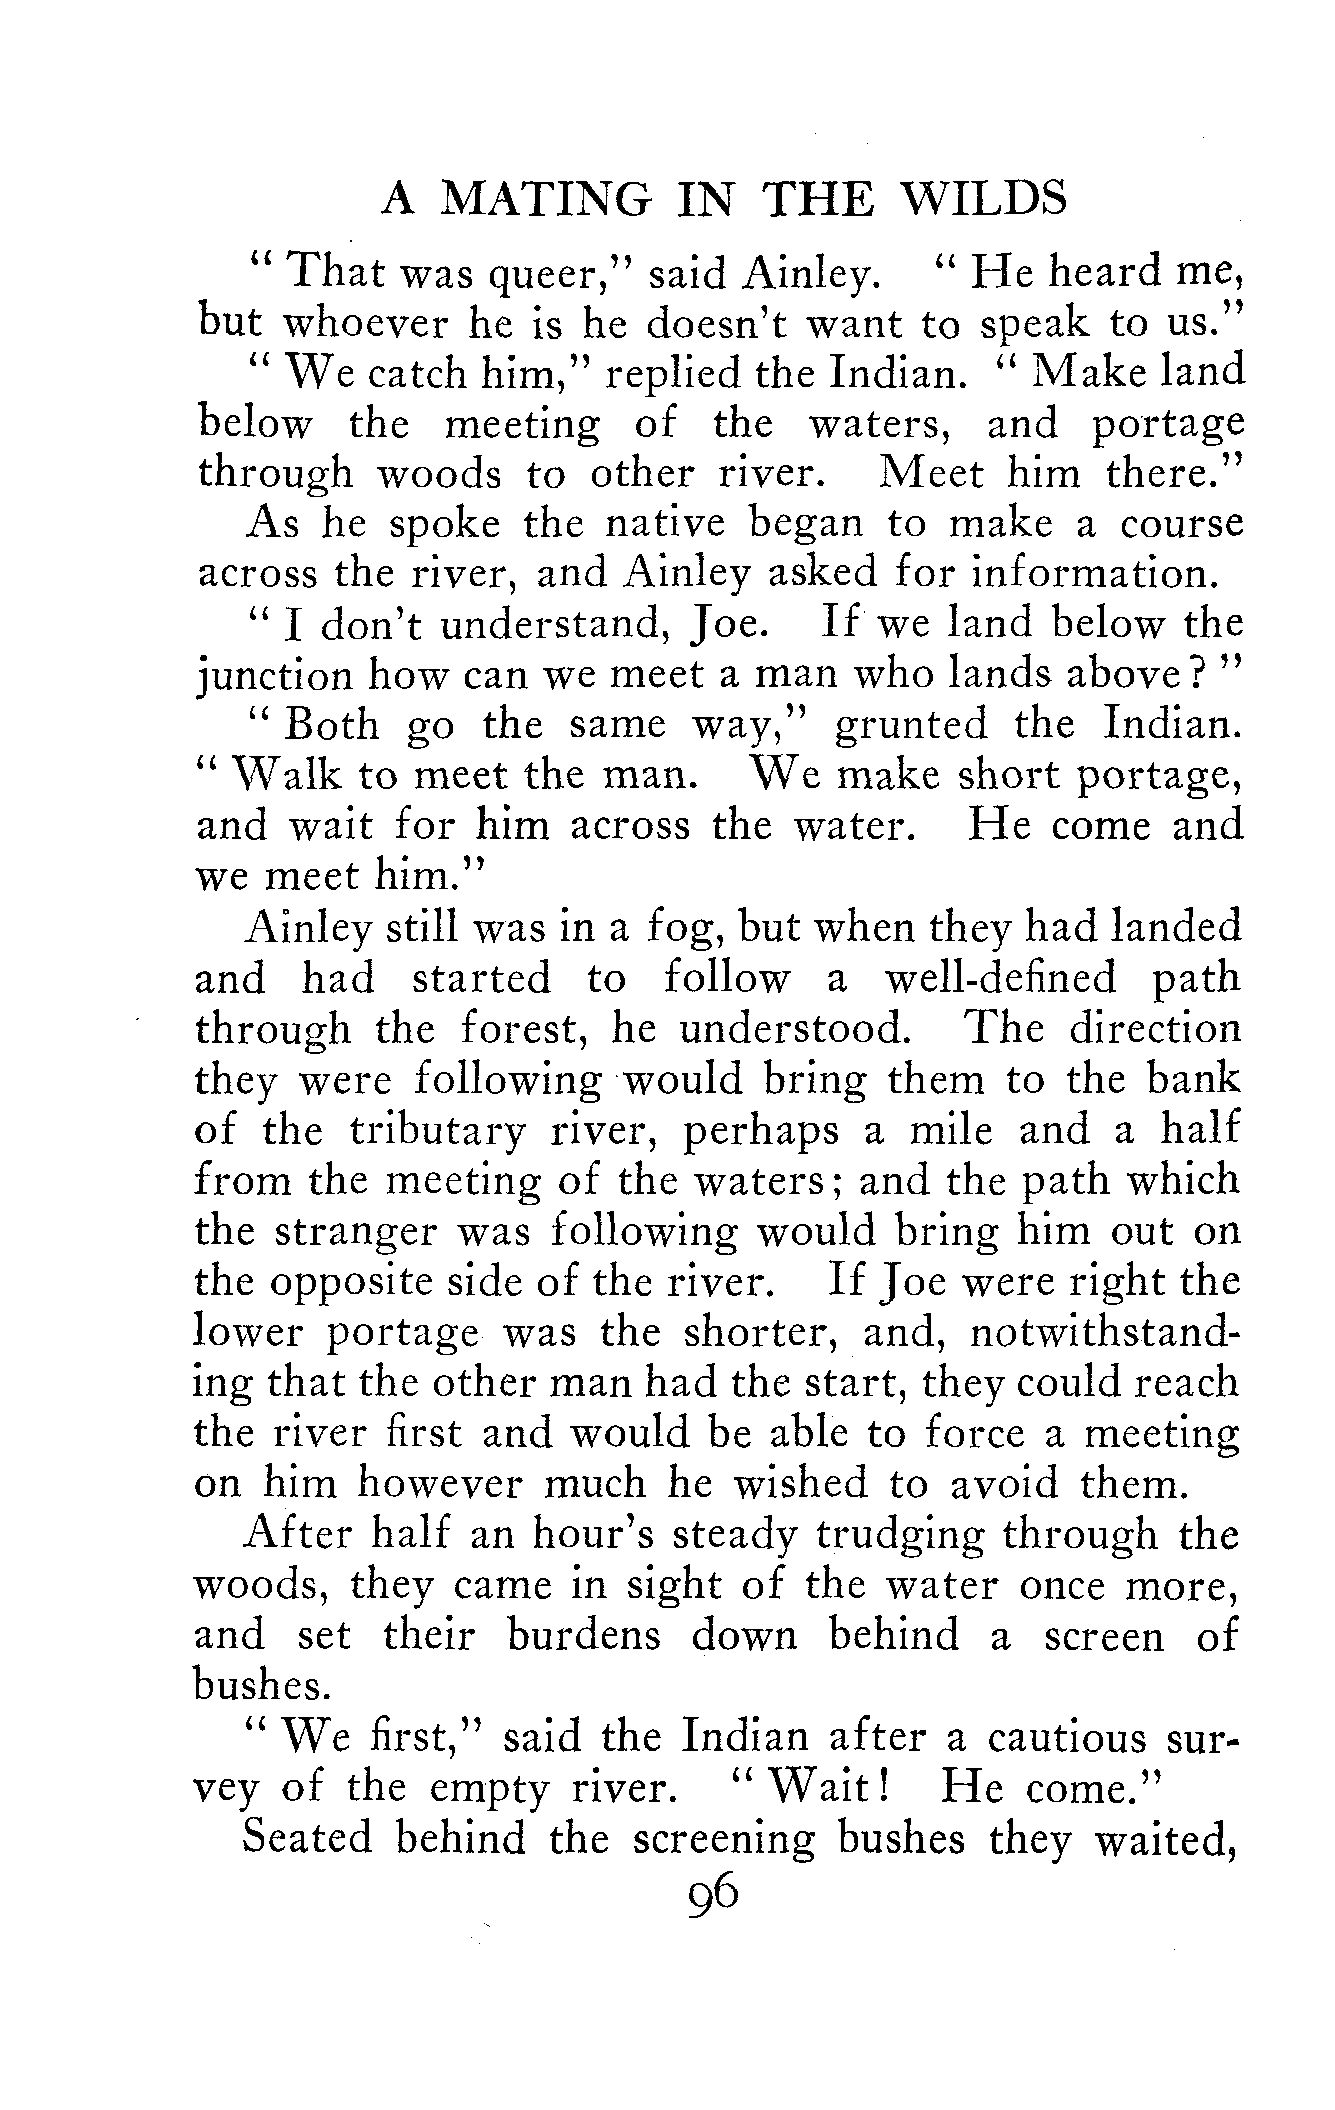 A MATING IN THE WILDS
" That was queer," said Ainley. " He heard me,
but whoever he is he doesn't want to speak to us."
" We catch him," replied the Indian. " Make land
below the meeting of the waters, and portage
through woods to other river. Meet him there."
As he spoke the native began to make a course
across the river, and Ainley asked for information.
" I don't understand, Joe. If we land below the
junction how can we meet a man who lands above ? "
" Both go the same way," grunted the Indian.
" Walk to meet the man. We make short portage,
and wait for him across the water. He come and
we meet him."
Ainley still was in a fog, but when they had landed
and had started to follow a well-defined path
through the forest, he understood. The direction
they were following would bring them to the bank
of the tributary river, perhaps a mile and a half
from the meeting of the waters ; and the path which
the stranger was following would bring him out on
the opposite side of the river. If Joe were right the
lower portage was the shorter, and, notwithstand-
ing that the other man had the start, they could reach
the river first and would be able to force a meeting
on him however much he wished to avoid them.
After half an hour's steady trudging through the
woods, they came in sight of the water once more,
and set their burdens down behind a screen of
bushes.
" We first," said the Indian after a cautious sur-
vey of the empty river. " Wait ! He come."
Seated behind the screening bushes they waited,
96